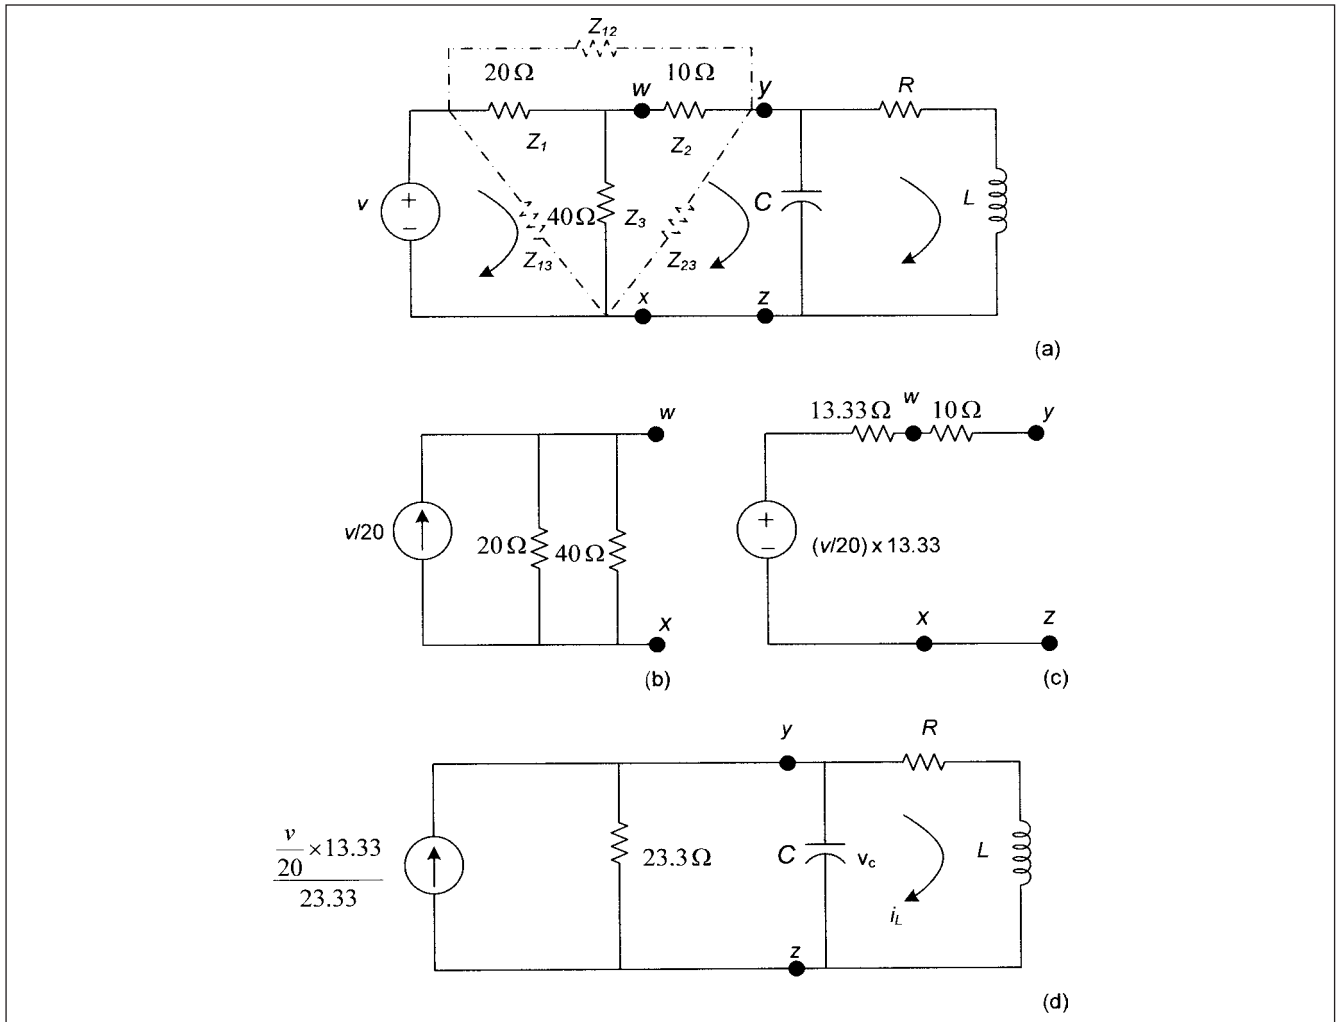 Z12
20 Ω 10 Ω
w y R
Z1 Z2
v + −
40 Ω Z3 C L
Z13 Z23
x z
(a)
w
v/20 20 Ω 40 Ω
x
(b)
13.33 Ω w 10 Ω y
+ − (v/20) x 13.33
x z
(c)
y R
v/20 × 13.33 / 23.33
23.3 Ω C vc L
iL
z
(d)